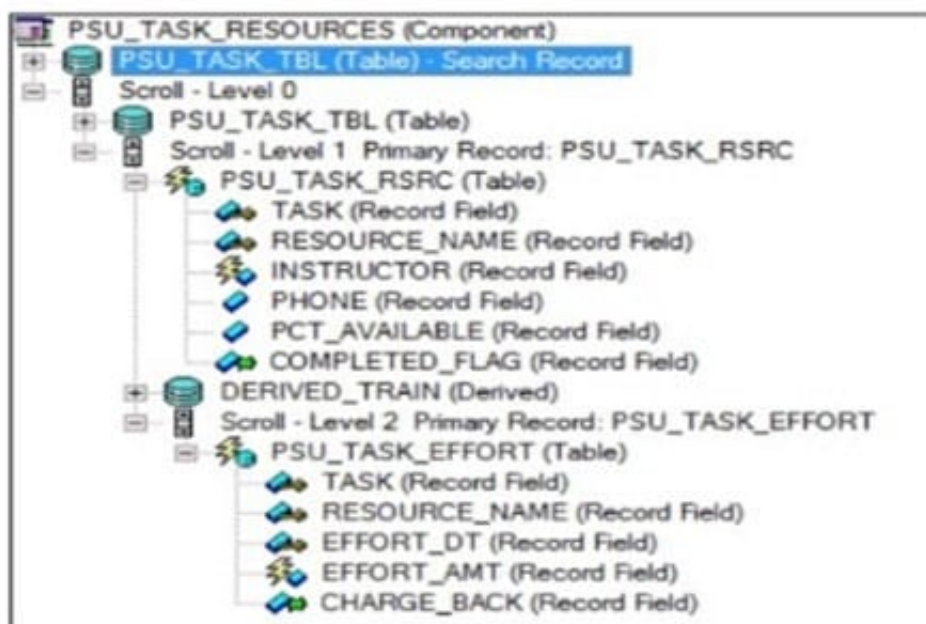 PSU_TASK_RESOURCES (Component)
PSU_TASK_TBL (Table) - Search Record
Scroll - Level 0
PSU_TASK_TBL (Table)
Scroll - Level 1 Primary Record: PSU_TASK_RSRC
PSU_TASK_RSRC (Table)
TASK (Record Field)
RESOURCE_NAME (Record Field)
INSTRUCTOR (Record Field)
PHONE (Record Field)
PCT_AVAILABLE (Record Field)
COMPLETED_FLAG (Record Field)
DERIVED_TRAIN (Derived)
Scroll - Level 2 Primary Record: PSU_TASK_EFFORT
PSU_TASK_EFFORT (Table)
TASK (Record Field)
RESOURCE_NAME (Record Field)
EFFORT_DT (Record Field)
EFFORT_AMT (Record Field)
CHARGE_BACK (Record Field)